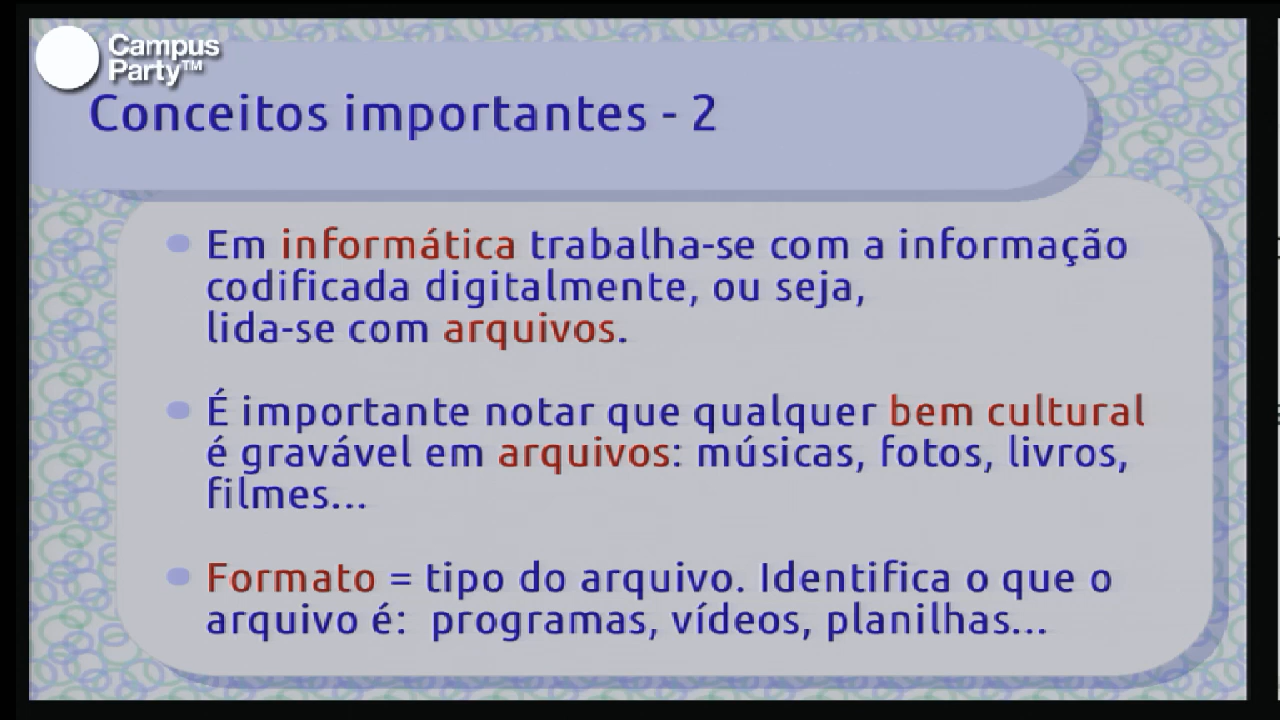 Campus
Party™
Conceitos importantes - 2
Em informática trabalha-se com a informação
codificada digitalmente, ou seja,
lida-se com arquivos.
É importante notar que qualquer bem cultural
é gravável em arquivos: músicas, fotos, livros,
filmes...
Formato = tipo do arquivo. Identifica o que o
arquivo é: programas, vídeos, planilhas...